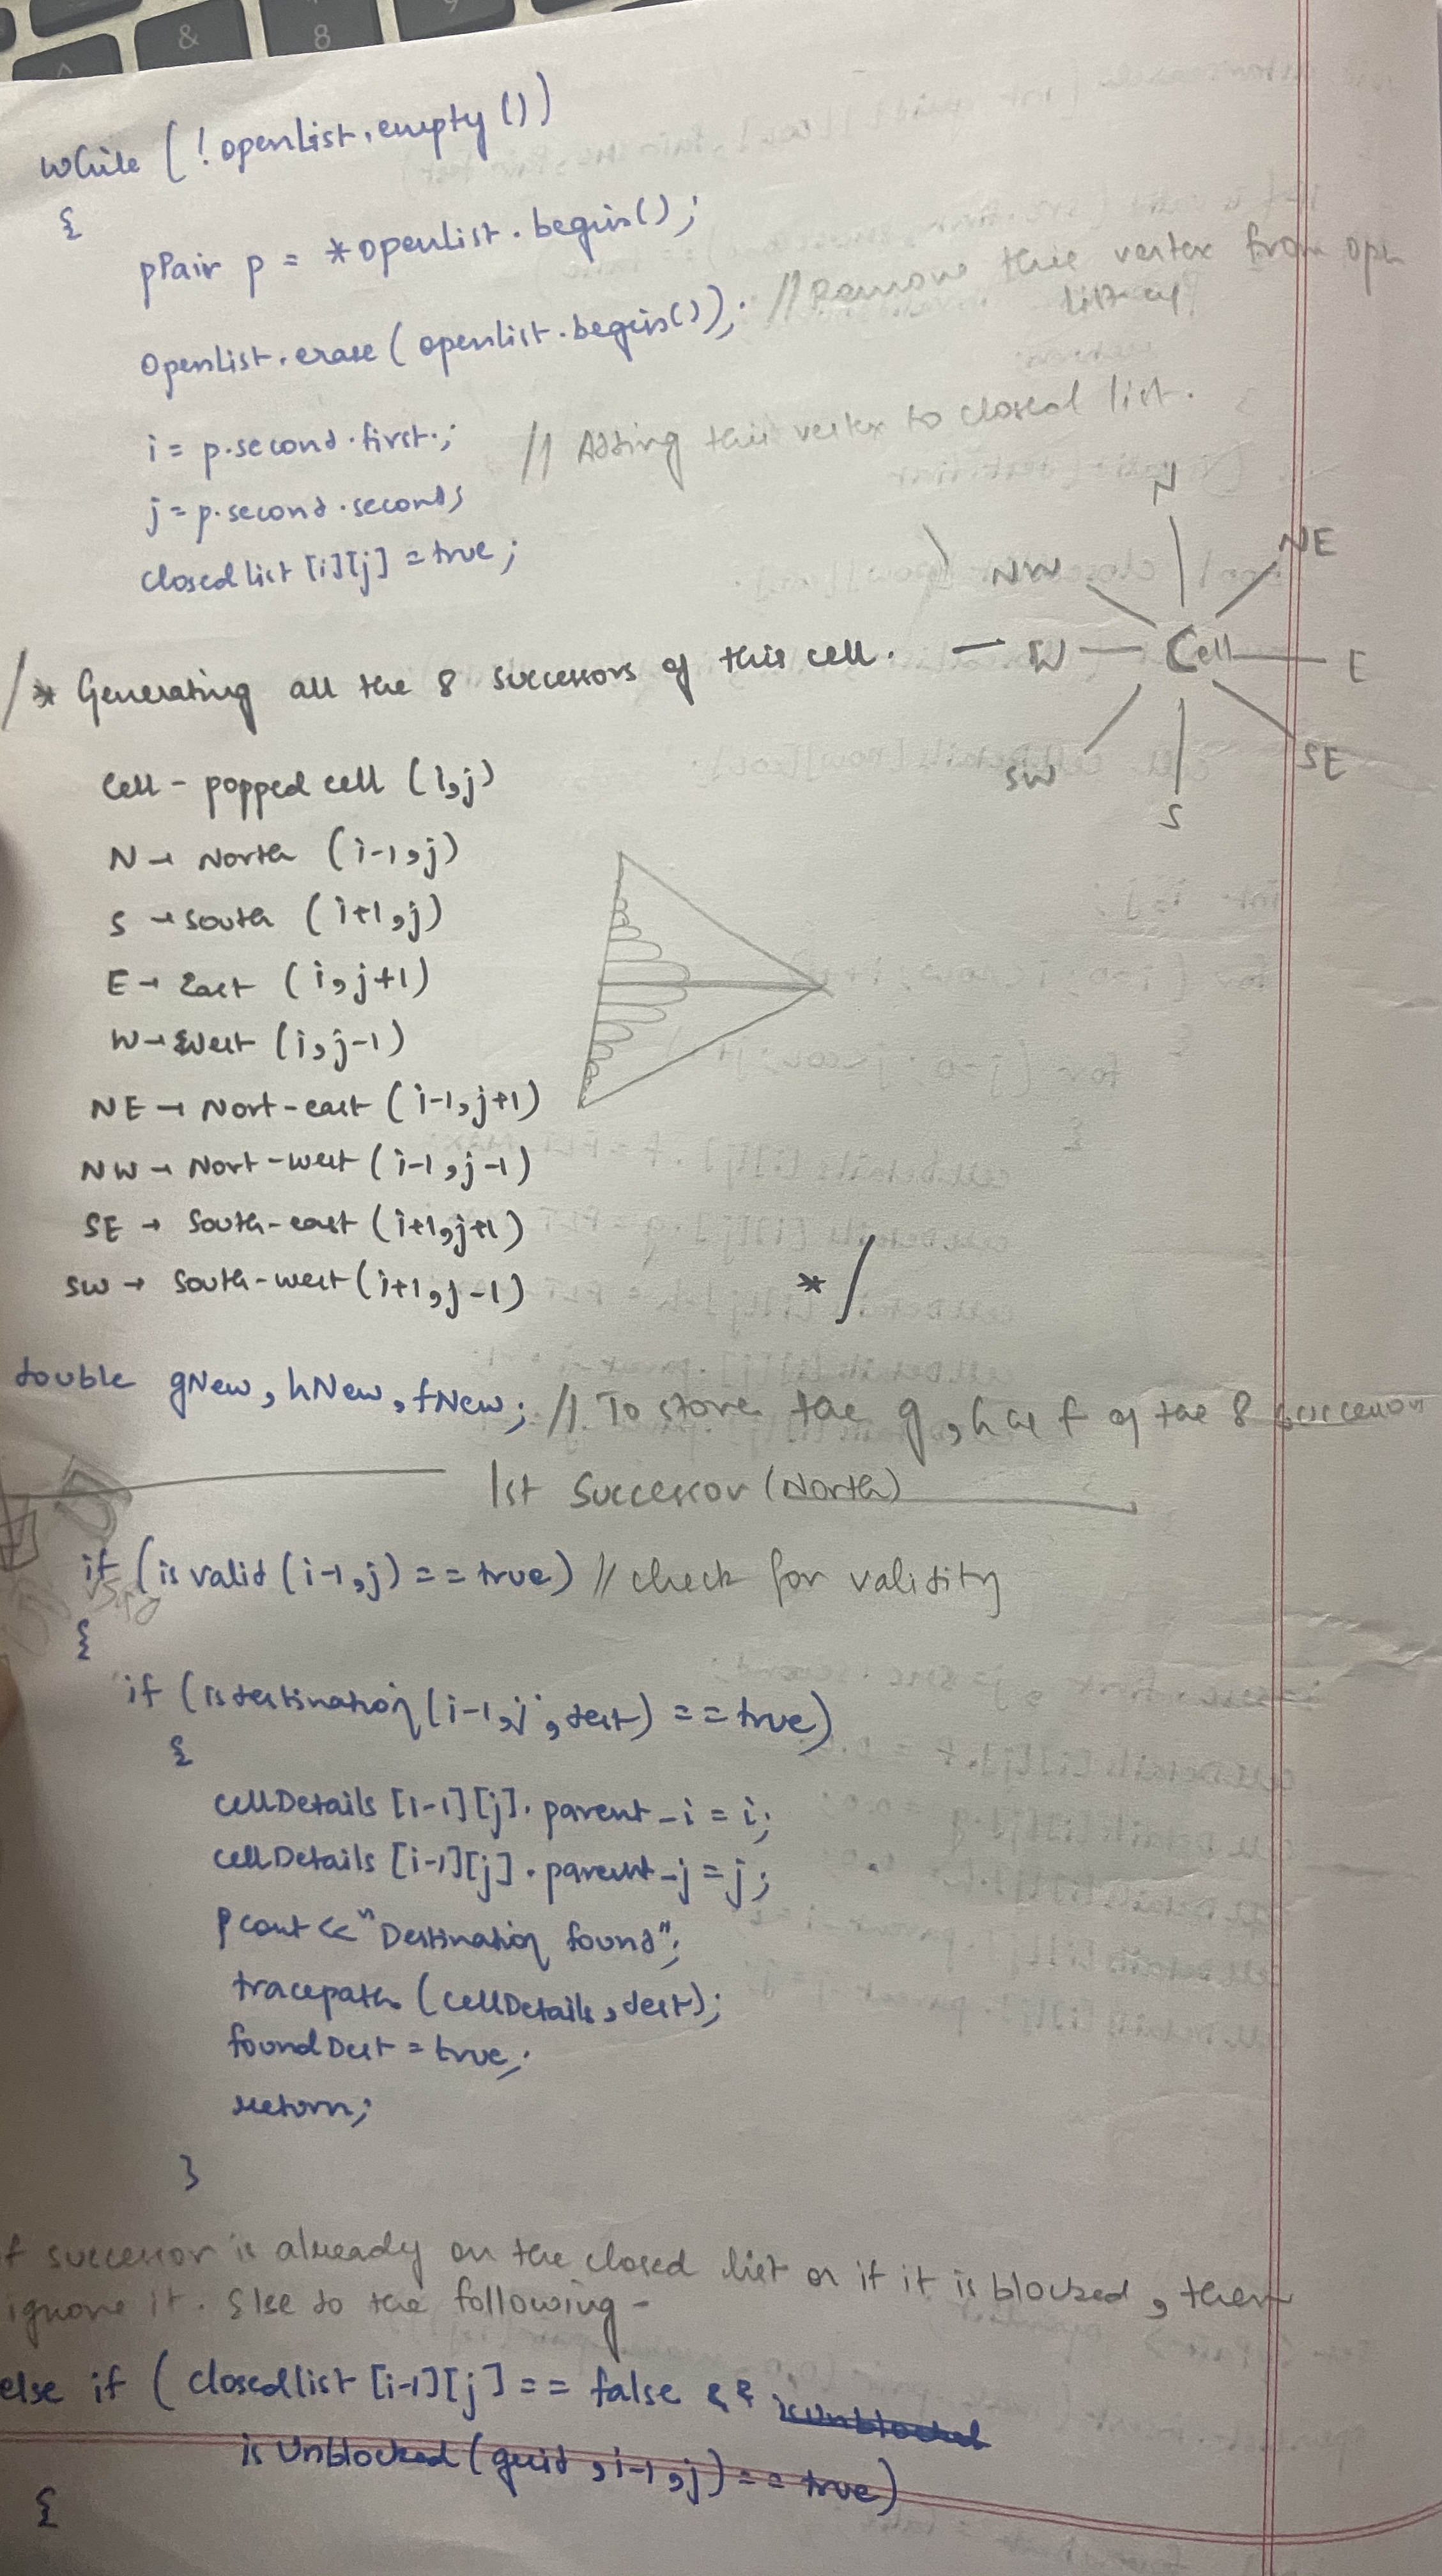 while (!openlist.empty())
{
pPair p = *openlist.begin();
Openlist.erase(openlist.begin()); // Remove this vertex from open
list
i = p.second.first;
// Adding this vertex to closed list.
j = p.second.second;
closedlist [i][j] = true;
N
NE
NW
/* Generating all the 8 successors of this cell. — W — Cell — E
SW
SE
S
Cell - popped cell (i,j)
N → North (i-1,j)
S → South (i+1,j)
E → East (i,j+1)
W → West (i,j-1)
NE → Nort-east (i-1,j+1)
NW → Nort-west (i-1,j-1)
SE → South-east (i+1,j+1)
SW → South-west (i+1,j-1)
*/
double gNew, hNew, fNew; // To store the g, h f of the 8 successor
1st Successor (North)
if (isvalid (i-1,j) == true) // check for validity
{
if (isdestination (i-1,j, dest) == true)
{
cellDetails [i-1][j].parent_i = i;
cellDetails [i-1][j].parent_j = j;
cout << "Destination found";
tracepath (cellDetails, dest);
foundDest = true;
return;
}
f successor is already on the closed list or if it is blocked, then
ignore it. Else do the following -
else if (closedlist [i-1][j] == false && isUnblocked
isUnblocked (grid, i-1, j) == true)
{